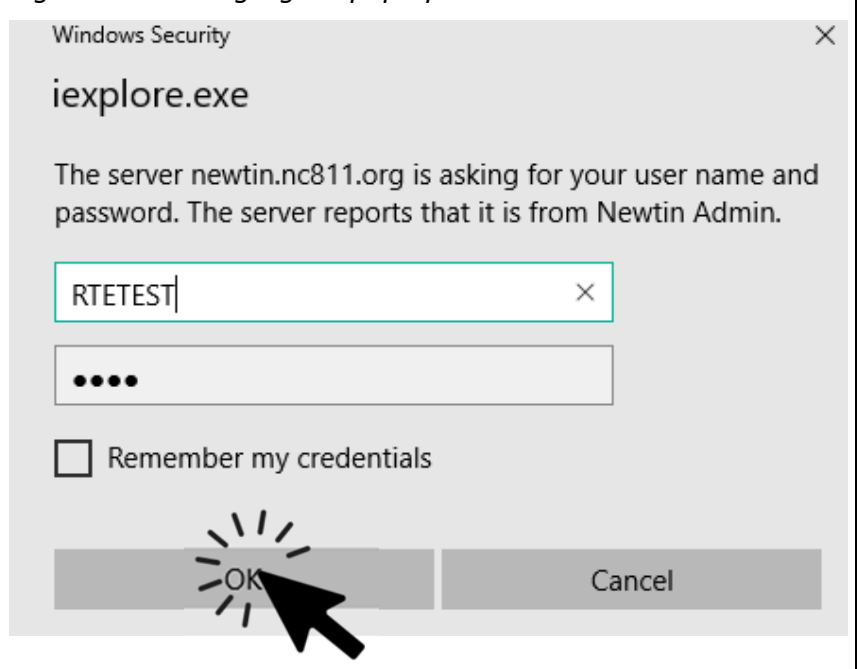 Windows Security
iexplore.exe
The server newtin.nc811.org is asking for your user name and
password. The server reports that it is from Newtin Admin.
RTETEST
••••
Remember my credentials
OK
Cancel